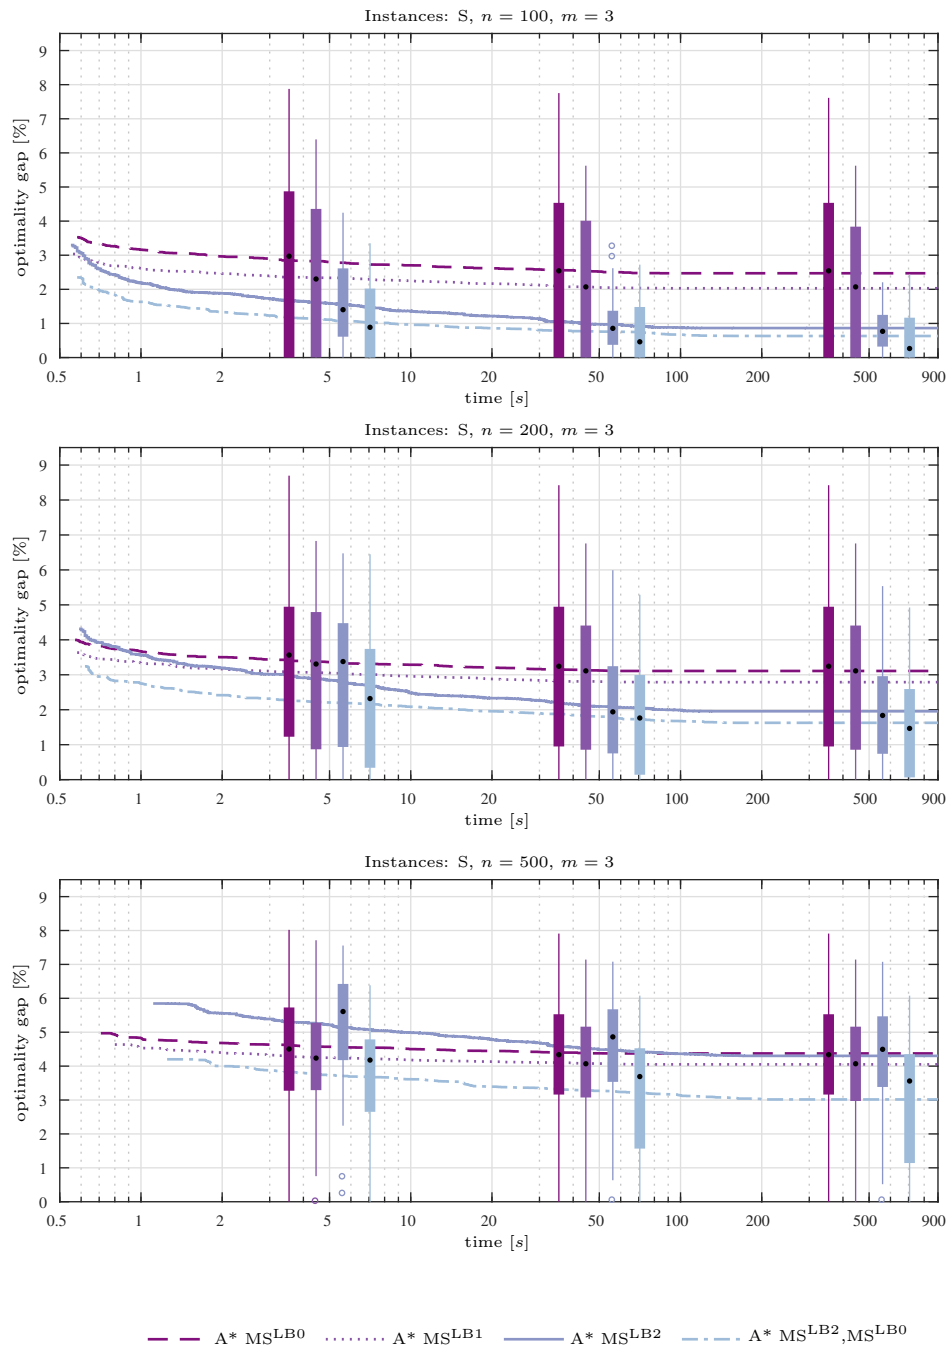 Instances: S, n = 100, m = 3
optimality gap [%]
9
8
7
6
5
4
3
2
1
0
0.5 1 2 5 10 20 50 100 200 500 900
time [s]
Instances: S, n = 200, m = 3
optimality gap [%]
9
8
7
6
5
4
3
2
1
0
0.5 1 2 5 10 20 50 100 200 500 900
time [s]
Instances: S, n = 500, m = 3
optimality gap [%]
9
8
7
6
5
4
3
2
1
0
0.5 1 2 5 10 20 50 100 200 500 900
time [s]
A* MS^LB0 A* MS^LB1 A* MS^LB2 A* MS^LB2,MS^LB0